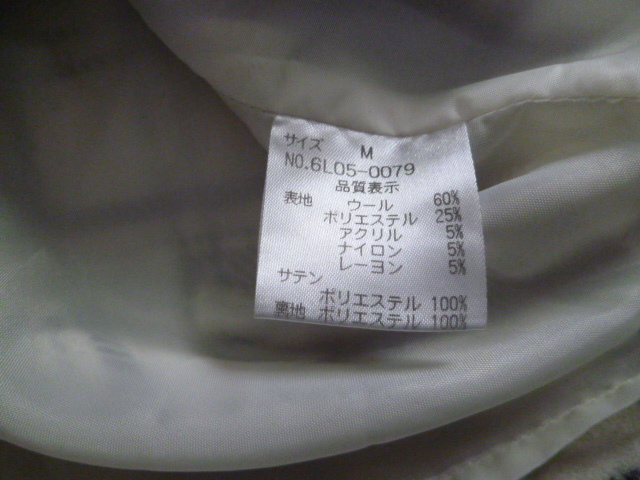 サイズ M
NO.6L05-0079
品質表示
表地 ウール 60%
ポリエステル 25%
アクリル 5%
ナイロン 5%
レーヨン 5%
サテン
ポリエステル 100%
裏地 ポリエステル 100%